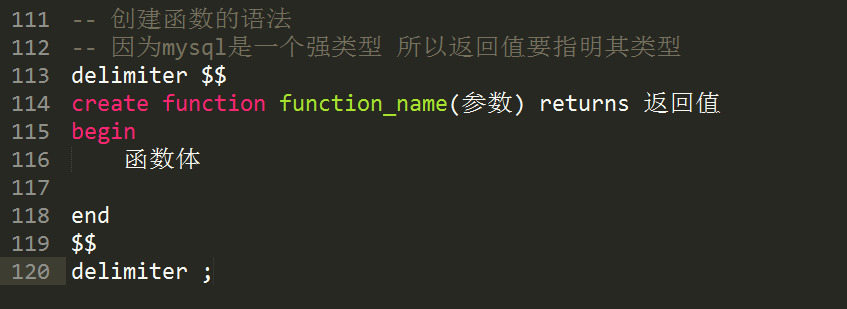 111 -- 创建函数的语法
112 -- 因为mysql是一个强类型 所以返回值要指明其类型
113 delimiter $$
114 create function function_name(参数) returns 返回值
115 begin
116     函数体
117
118 end
119 $$
120 delimiter ;